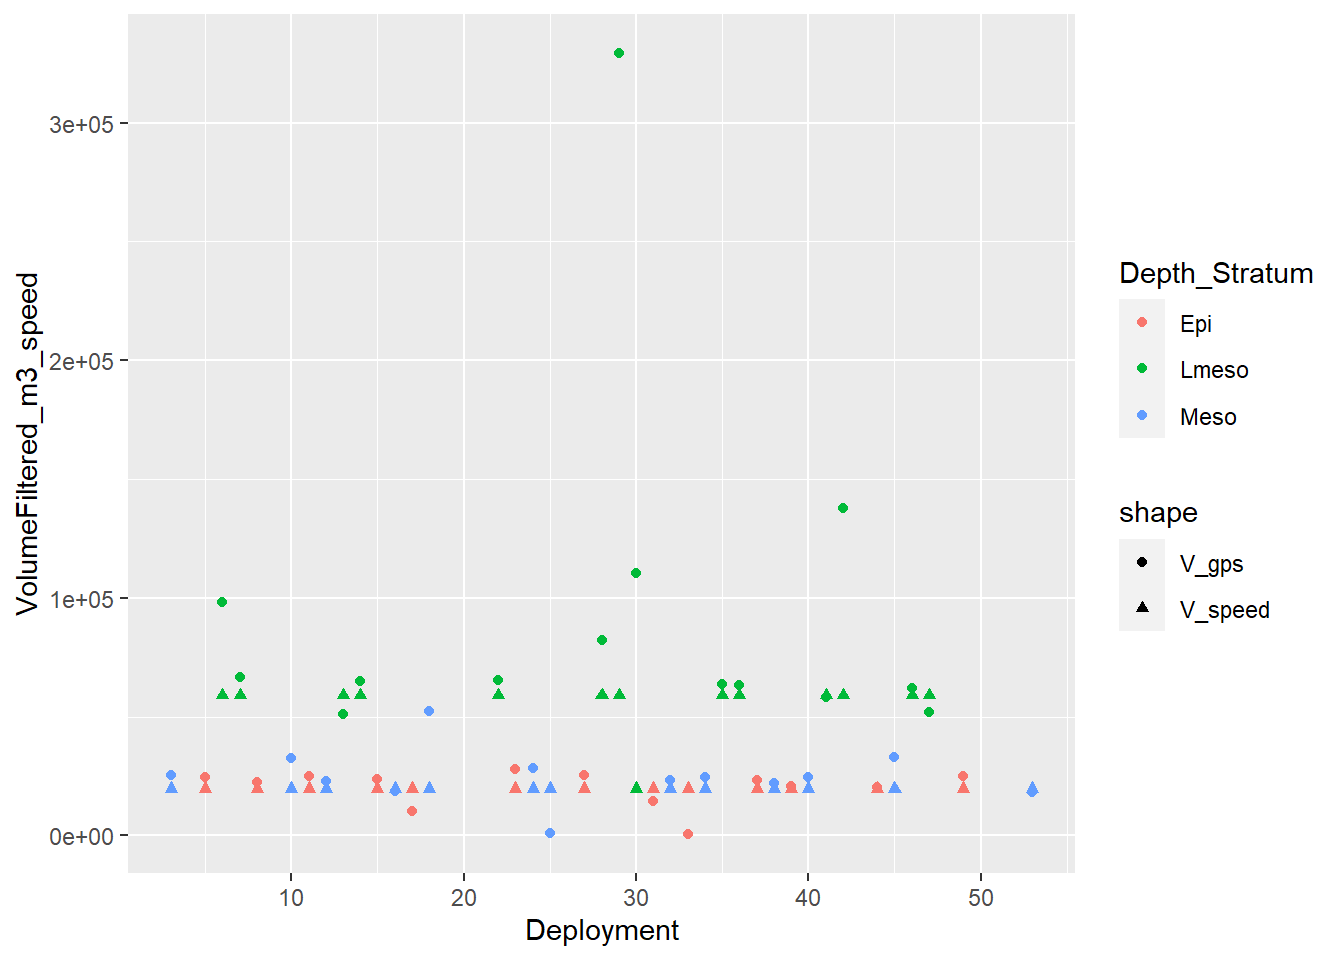 3e+05
2e+05
1e+05
0e+00
VolumeFiltered_m3_speed
10 20 30 40 50
Deployment
Depth_Stratum
Epi
Lmeso
Meso
shape
V_gps
V_speed